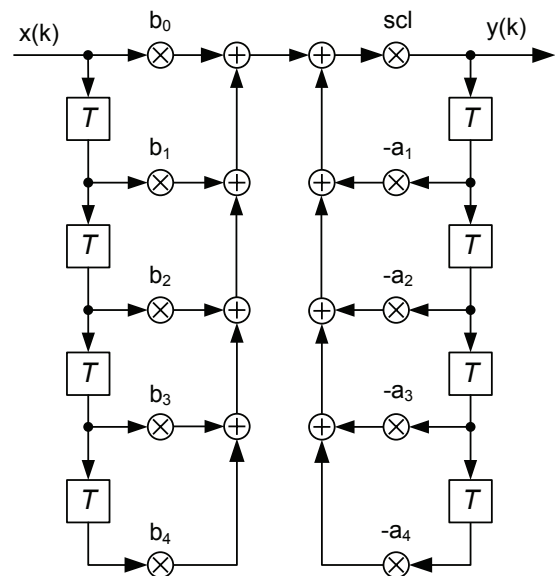 x(k) b₀ scl y(k)
T T
b₁ -a₁
T T
b₂ -a₂
T T
b₃ -a₃
T T
b₄ -a₄